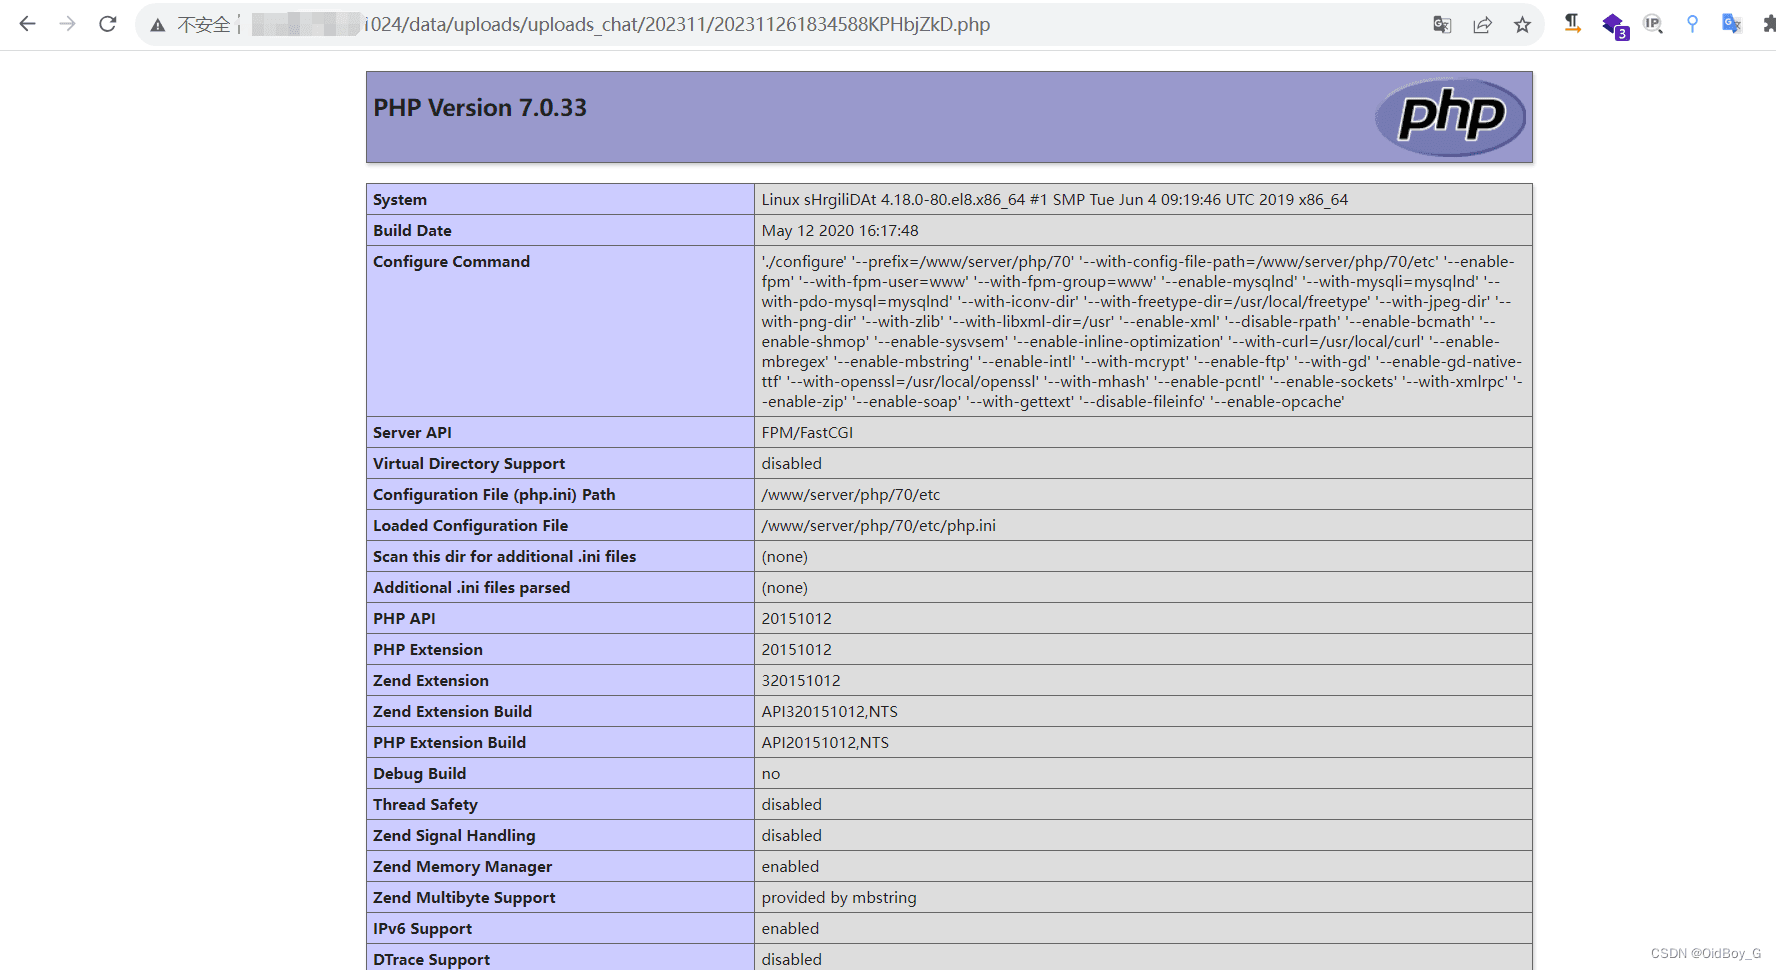 不安全
1024/data/uploads/uploads_chat/202311/202311261834588KPHbjZkD.php
3
IP
PHP Version 7.0.33
php
System Linux sHrgiliDAt 4.18.0-80.el8.x86_64 #1 SMP Tue Jun 4 09:19:46 UTC 2019 x86_64
Build Date May 12 2020 16:17:48
Configure Command './configure' '--prefix=/www/server/php/70' '--with-config-file-path=/www/server/php/70/etc' '--enable-
fpm' '--with-fpm-user=www' '--with-fpm-group=www' '--enable-mysqlnd' '--with-mysqli=mysqlnd' '--
with-pdo-mysql=mysqlnd' '--with-iconv-dir' '--with-freetype-dir=/usr/local/freetype' '--with-jpeg-dir' '--
with-png-dir' '--with-zlib' '--with-libxml-dir=/usr' '--enable-xml' '--disable-rpath' '--enable-bcmath' '--
enable-shmop' '--enable-sysvsem' '--enable-inline-optimization' '--with-curl=/usr/local/curl' '--enable-
mbregex' '--enable-mbstring' '--enable-intl' '--with-mcrypt' '--enable-ftp' '--with-gd' '--enable-gd-native-
ttf' '--with-openssl=/usr/local/openssl' '--with-mhash' '--enable-pcntl' '--enable-sockets' '--with-xmlrpc' '-
-enable-zip' '--enable-soap' '--with-gettext' '--disable-fileinfo' '--enable-opcache'
Server API FPM/FastCGI
Virtual Directory Support disabled
Configuration File (php.ini) Path /www/server/php/70/etc
Loaded Configuration File /www/server/php/70/etc/php.ini
Scan this dir for additional .ini files (none)
Additional .ini files parsed (none)
PHP API 20151012
PHP Extension 20151012
Zend Extension 320151012
Zend Extension Build API320151012,NTS
PHP Extension Build API20151012,NTS
Debug Build no
Thread Safety disabled
Zend Signal Handling disabled
Zend Memory Manager enabled
Zend Multibyte Support provided by mbstring
IPv6 Support enabled
DTrace Support disabled
CSDN @OidBoy_G